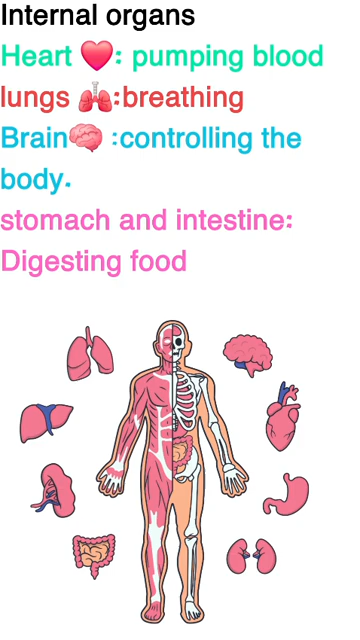 Internal organs
Heart ❤️: pumping blood
lungs 🫁:breathing
Brain🧠 :controlling the
body.
stomach and intestine:
Digesting food